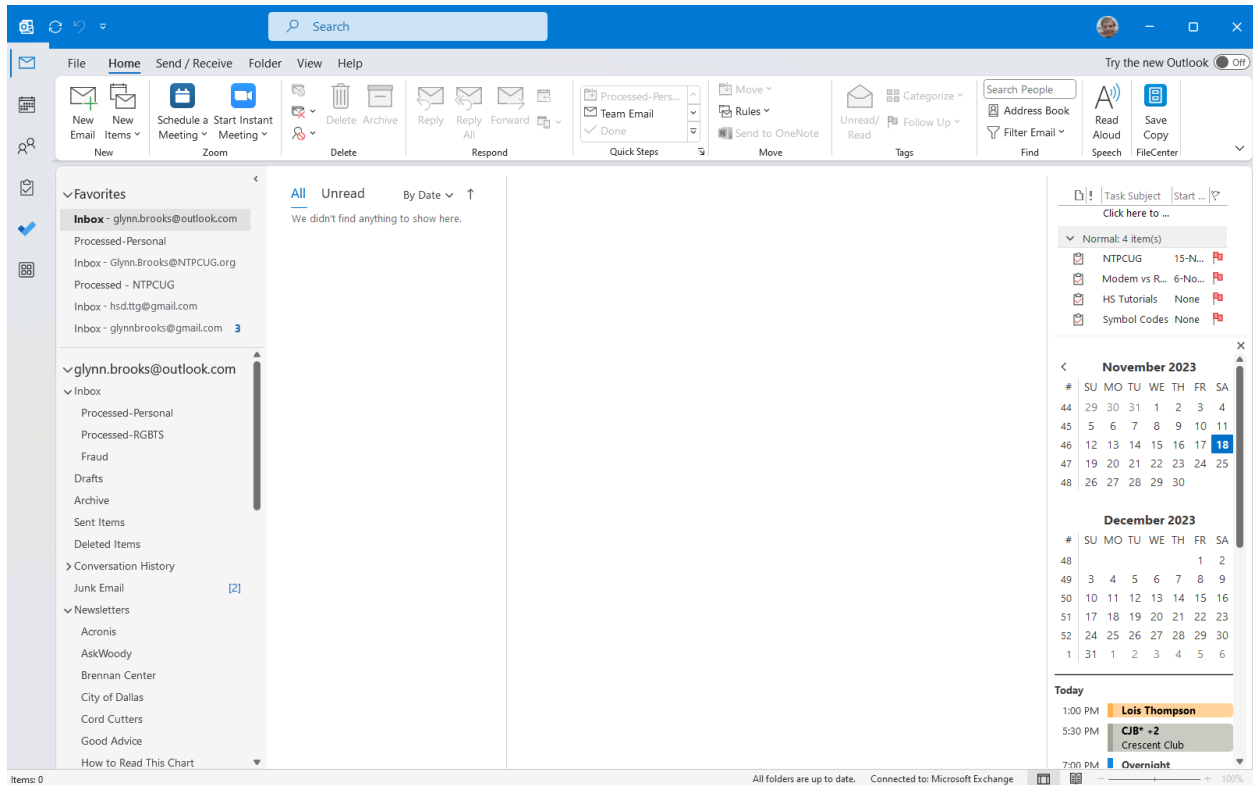 Search
File Home Send / Receive Folder View Help
Try the new Outlook Off
New Email
New Items
New
Schedule a Meeting
Start Instant Meeting
Zoom
Delete Archive
Delete
Reply Reply All Forward
Respond
Processed-Pers...
Team Email
Done
Quick Steps
Move
Rules
Send to OneNote
Move
Unread/ Read
Categorize
Follow Up
Tags
Search People
Address Book
Filter Email
Find
Read Aloud
Speech
Save Copy
FileCenter
Favorites
Inbox - glynn.brooks@outlook.com
Processed-Personal
Inbox - Glynn.Brooks@NTPCUG.org
Processed - NTPCUG
Inbox - hsd.ttg@gmail.com
Inbox - glynnbrooks@gmail.com 3
glynn.brooks@outlook.com
Inbox
Processed-Personal
Processed-RGBTS
Fraud
Drafts
Archive
Sent Items
Deleted Items
Conversation History
Junk Email [2]
Newsletters
Acronis
AskWoody
Brennan Center
City of Dallas
Cord Cutters
Good Advice
How to Read This Chart
All Unread By Date
We didn't find anything to show here.
! Task Subject Start ...
Click here to ...
Normal: 4 item(s)
NTPCUG 15-N...
Modem vs R... 6-No...
HS Tutorials None
Symbol Codes None
November 2023
# SU MO TU WE TH FR SA
44 29 30 31 1 2 3 4
45 5 6 7 8 9 10 11
46 12 13 14 15 16 17 18
47 19 20 21 22 23 24 25
48 26 27 28 29 30
December 2023
# SU MO TU WE TH FR SA
48 1 2
49 3 4 5 6 7 8 9
50 10 11 12 13 14 15 16
51 17 18 19 20 21 22 23
52 24 25 26 27 28 29 30
1 31 1 2 3 4 5 6
Today
1:00 PM Lois Thompson
5:30 PM CJB* +2
Crescent Club
7:00 PM Overnight
Items: 0
All folders are up to date. Connected to: Microsoft Exchange 100%